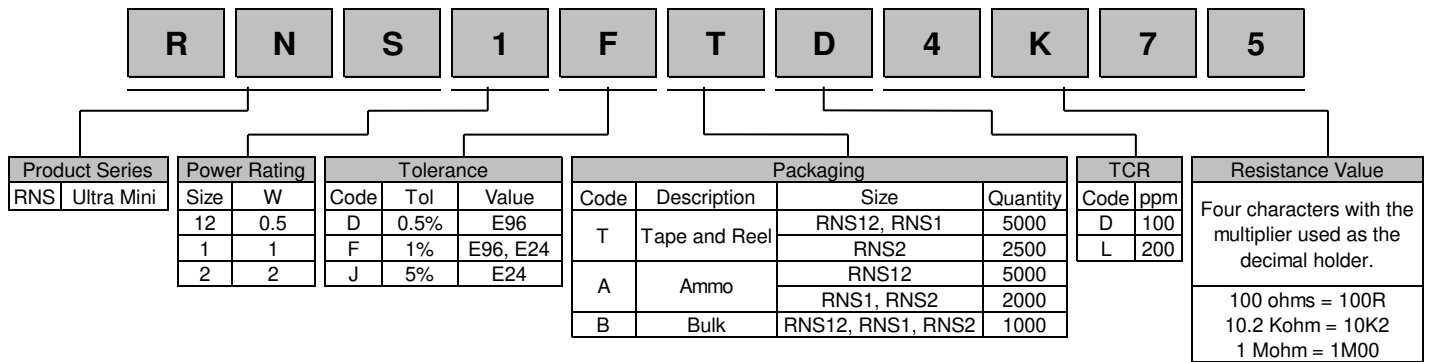 R N S 1 F T D 4 K 7 5
Product Series
RNS Ultra Mini
Power Rating
Size W
12 0.5
1 1
2 2
Tolerance
Code Tol Value
D 0.5% E96
F 1% E96, E24
J 5% E24
Packaging
Code Description Size Quantity
T Tape and Reel RNS12, RNS1 5000
RNS2 2500
A Ammo RNS12 5000
RNS1, RNS2 2000
B Bulk RNS12, RNS1, RNS2 1000
TCR
Code ppm
D 100
L 200
Resistance Value
Four characters with the
multiplier used as the
decimal holder.
100 ohms = 100R
10.2 Kohm = 10K2
1 Mohm = 1M00